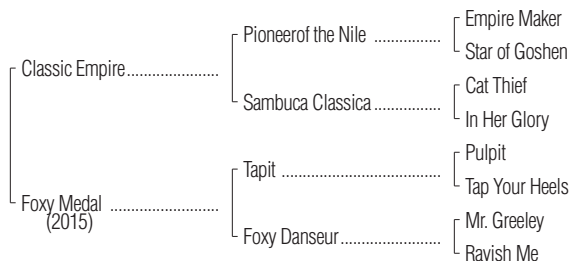 Empire Maker
Pioneerof the Nile ..................
Star of Goshen
Classic Empire.........................
Cat Thief
Sambuca Classica ..................
In Her Glory
Pulpit
Tapit ...........................................
Tap Your Heels
Foxy Medal .............................
(2015)
Mr. Greeley
Foxy Danseur...........................
Ravish Me